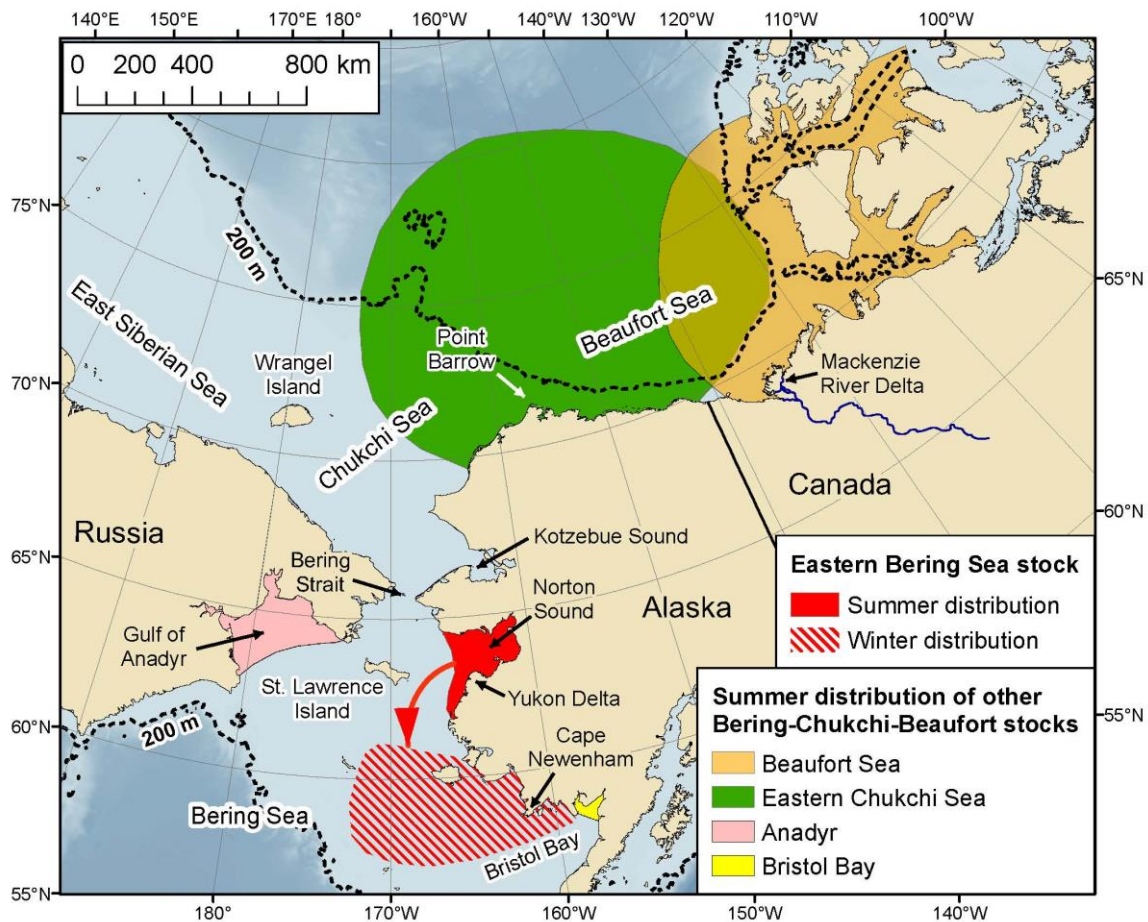 140°E 150°E 170°E 180° 160°W 140°W 130°W 120°W 110°W 100°W
0 200 400 800 km
75°N
200 m
East Siberian Sea
Wrangel
Island
Chukchi Sea
Point
Barrow
Beaufort Sea
65°N
Mackenzie
River Delta
70°N
Canada
Russia
60°N
65°N
Bering
Strait
Kotzebue Sound
Norton
Sound
Alaska
Gulf of
Anadyr
St. Lawrence
Island
Yukon Delta
60°N
200 m
Cape
Newenham
55°N
Bering Sea
Bristol Bay
55°N
Eastern Bering Sea stock
Summer distribution
Winter distribution
Summer distribution of other
Bering-Chukchi-Beaufort stocks
Beaufort Sea
Eastern Chukchi Sea
Anadyr
Bristol Bay
180° 170°W 160°W 150°W 140°W